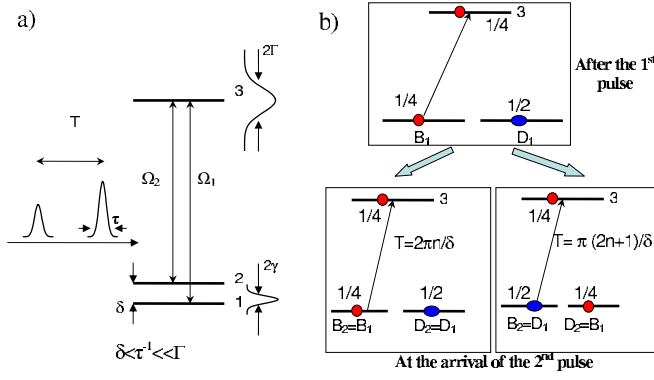 a)
T
τ
3
2Γ
Ω₂
Ω₁
2
1
2γ
δ
δ<τ⁻¹<<Γ
b)
3
1/4
1/4
B₁
1/2
D₁
After the 1ˢᵗ
pulse
3
1/4
T=2πn/δ
1/4
B₂=B₁
1/2
D₂=D₁
3
1/4
T= π (2n+1)/δ
1/2
B₂=D₁
1/4
D₂=B₁
At the arrival of the 2ⁿᵈ pulse